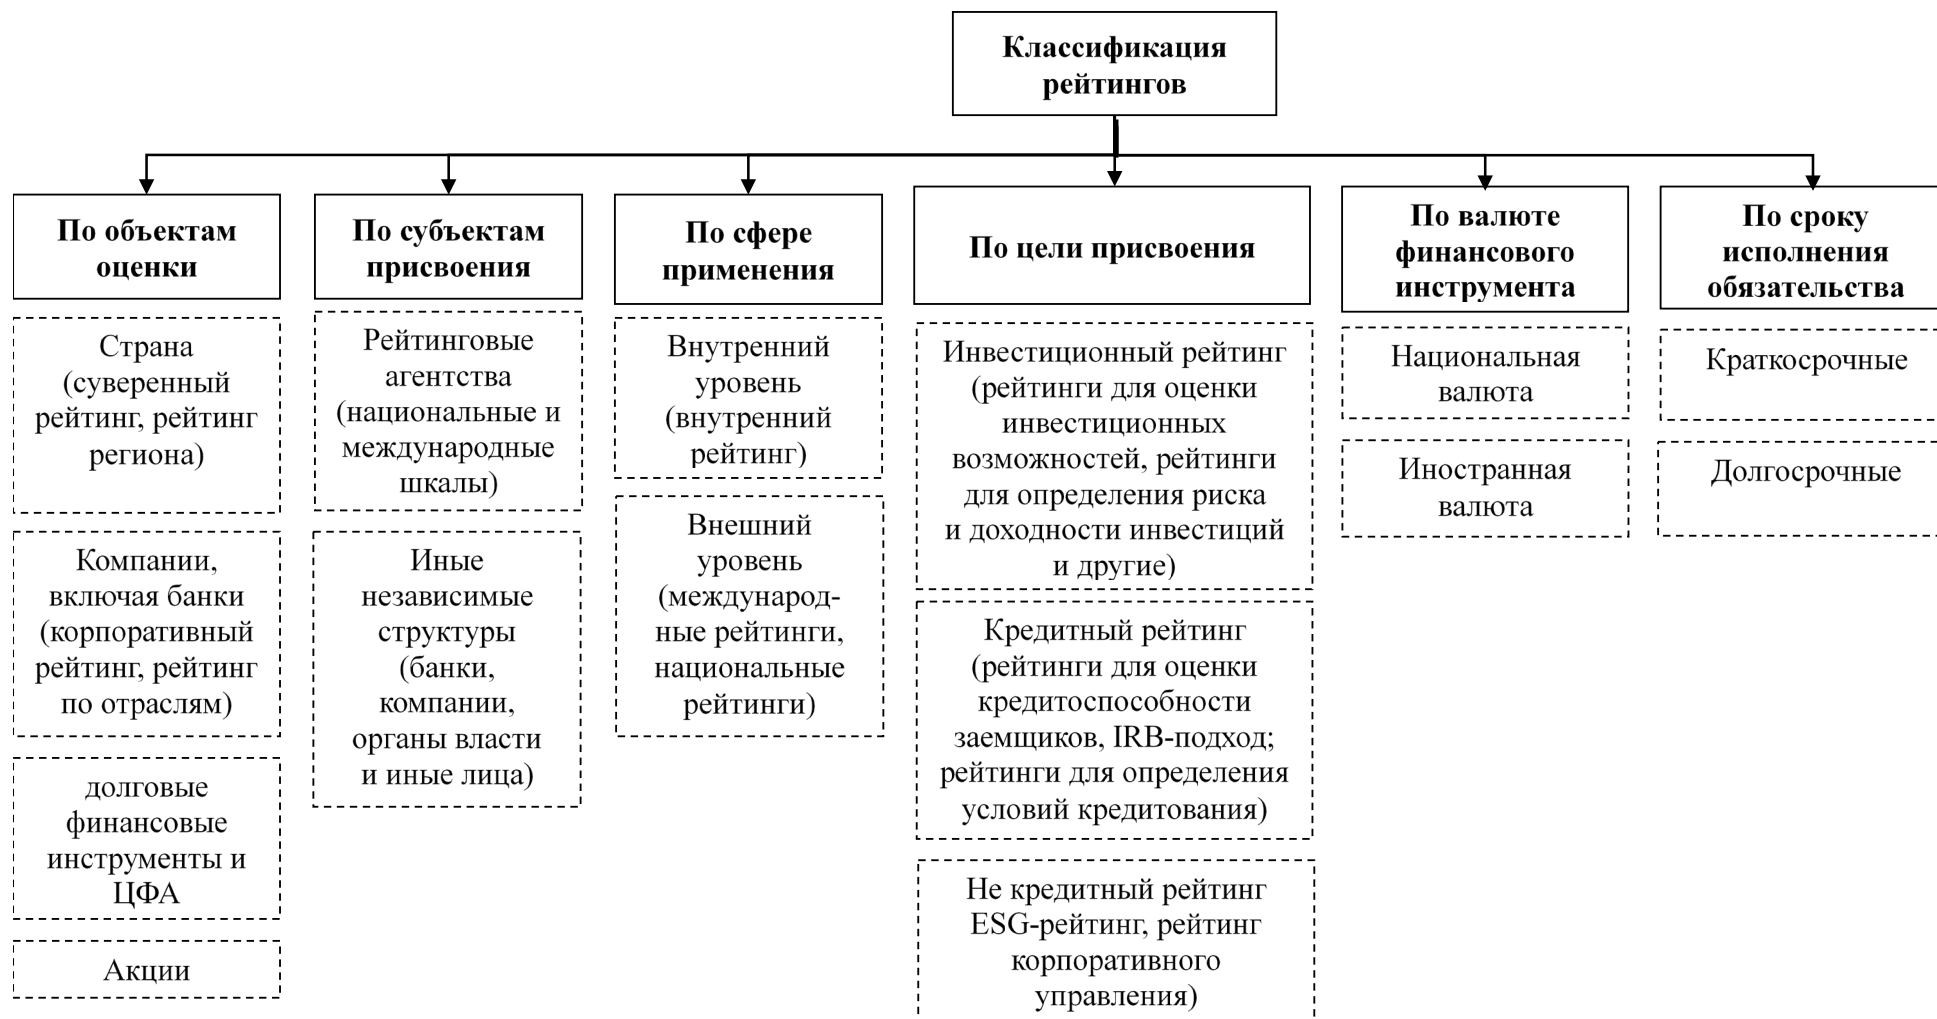 Классификация
рейтингов
По объектам
оценки
Страна
(суверенный
рейтинг, рейтинг
региона)
Компании,
включая банки
(корпоративный
рейтинг, рейтинг
по отраслям)
долговые
финансовые
инструменты и
ЦФА
Акции
По субъектам
присвоения
Рейтинговые
агентства
(национальные и
международные
шкалы)
Иные
независимые
структуры
(банки,
компании,
органы власти
и иные лица)
По сфере
применения
Внутренний
уровень
(внутренний
рейтинг)
Внешний
уровень
(международ-
ные рейтинги,
национальные
рейтинги)
По цели присвоения
Инвестиционный рейтинг
(рейтинги для оценки
инвестиционных
возможностей, рейтинги
для определения риска
и доходности инвестиций
и другие)
Кредитный рейтинг
(рейтинги для оценки
кредитоспособности
заемщиков, IRB-подход;
рейтинги для определения
условий кредитования)
Не кредитный рейтинг
ESG-рейтинг, рейтинг
корпоративного
управления)
По валюте
финансового
инструмента
Национальная
валюта
Иностранная
валюта
По сроку
исполнения
обязательства
Краткосрочные
Долгосрочные